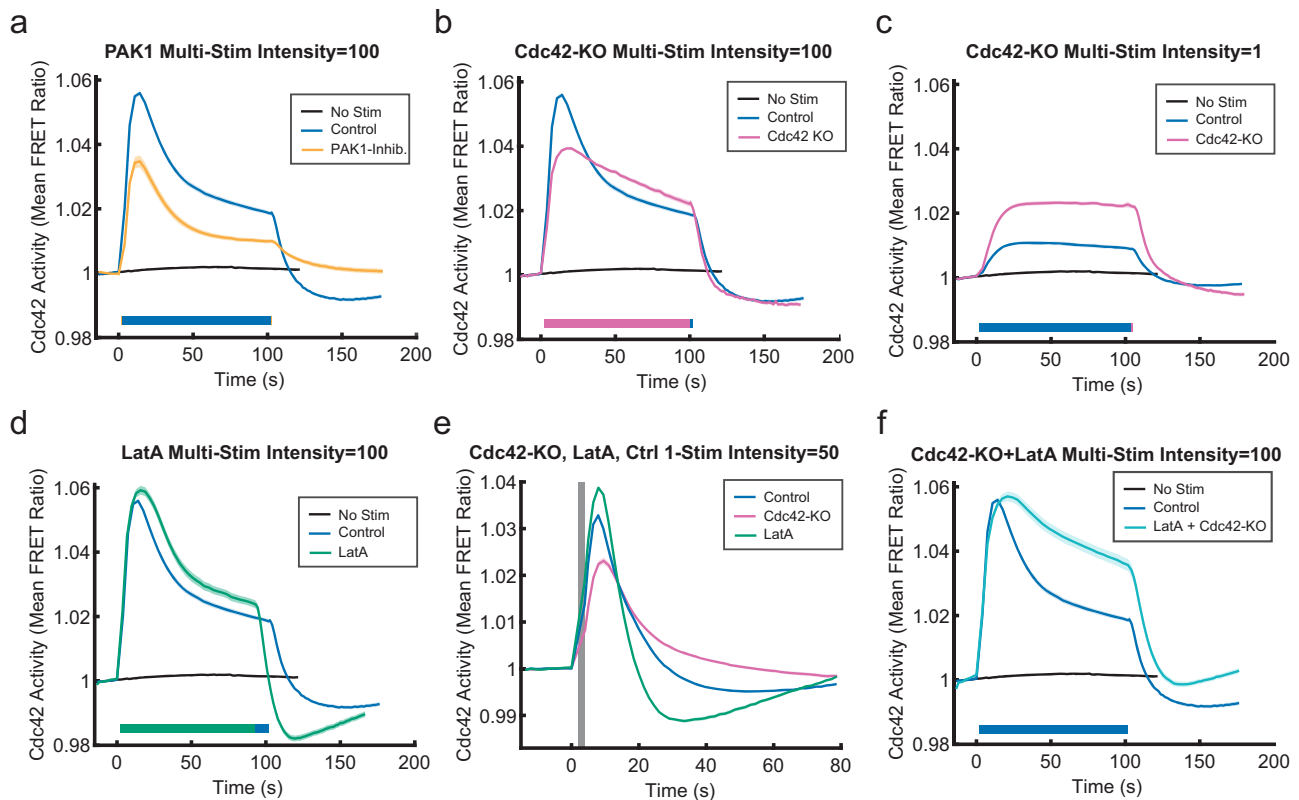 a
PAK1 Multi-Stim Intensity=100
Cdc42 Activity (Mean FRET Ratio)
1.06
1.04
1.02
1
0.98
No Stim
Control
PAK1-Inhib.
0
50
100
150
200
Time (s)
b
Cdc42-KO Multi-Stim Intensity=100
Cdc42 Activity (Mean FRET Ratio)
1.06
1.04
1.02
1
0.98
No Stim
Control
Cdc42 KO
0
50
100
150
200
Time (s)
c
Cdc42-KO Multi-Stim Intensity=1
Cdc42 Activity (Mean FRET Ratio)
1.06
1.04
1.02
1
0.98
No Stim
Control
Cdc42-KO
0
50
100
150
200
Time (s)
d
LatA Multi-Stim Intensity=100
Cdc42 Activity (Mean FRET Ratio)
1.06
1.04
1.02
1
0.98
No Stim
Control
LatA
0
50
100
150
200
Time (s)
e
Cdc42-KO, LatA, Ctrl 1-Stim Intensity=50
Cdc42 Activity (Mean FRET Ratio)
1.04
1.03
1.02
1.01
1
0.99
Control
Cdc42-KO
LatA
0
20
40
60
80
Time (s)
f
Cdc42-KO+LatA Multi-Stim Intensity=100
Cdc42 Activity (Mean FRET Ratio)
1.06
1.04
1.02
1
0.98
No Stim
Control
LatA + Cdc42-KO
0
50
100
150
200
Time (s)